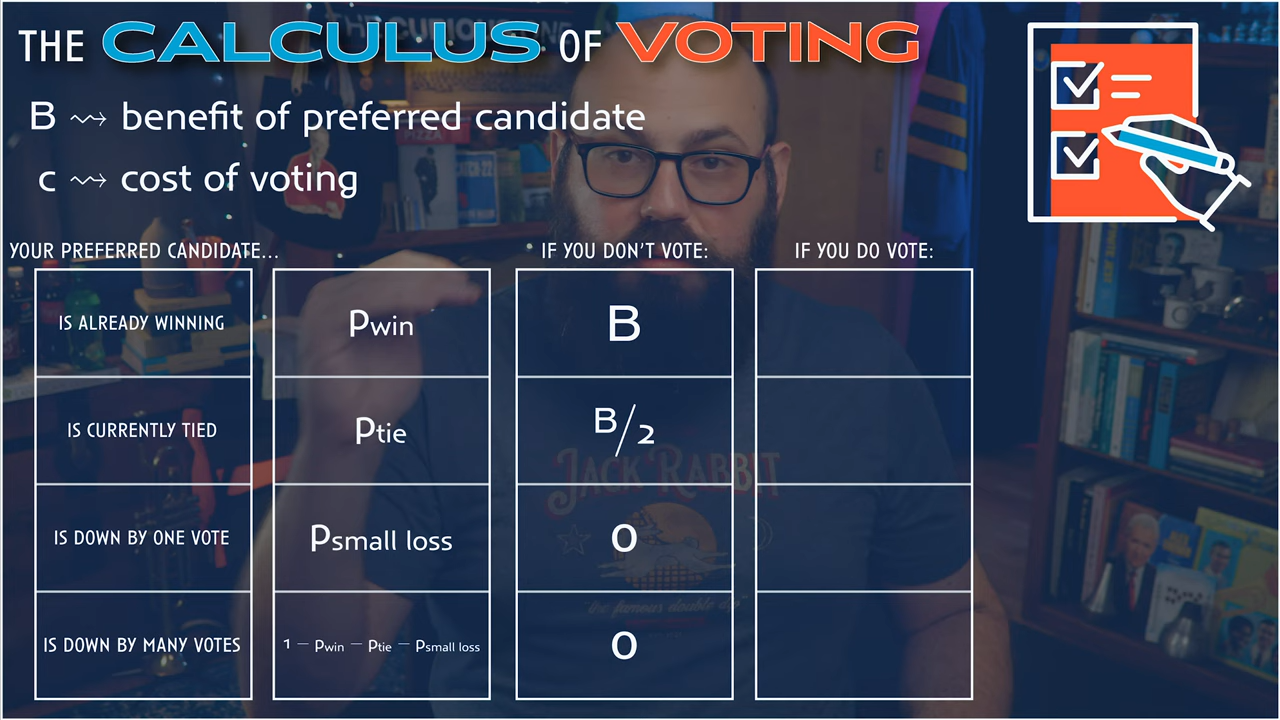 THE CALCULUS OF VOTING
B ⇝ benefit of preferred candidate
c ⇝ cost of voting
YOUR PREFERRED CANDIDATE... IF YOU DON'T VOTE: IF YOU DO VOTE:
IS ALREADY WINNING Pwin B
IS CURRENTLY TIED Ptie B/2
IS DOWN BY ONE VOTE Psmall loss 0
IS DOWN BY MANY VOTES 1 − Pwin − Ptie − Psmall loss 0
CATCH-22
JACK RABBIT